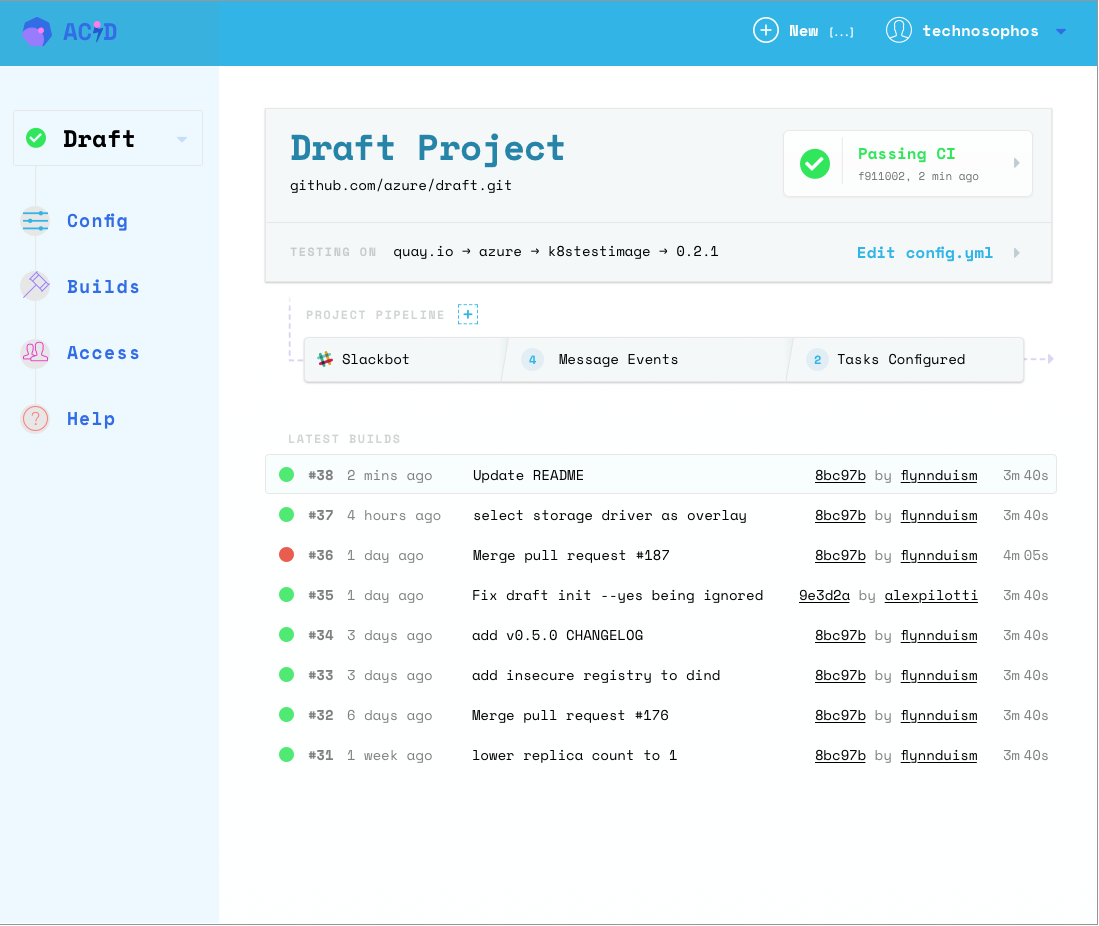 ACiD
New [...]
technosophos
Draft
Config
Builds
Access
Help
Draft Project
github.com/azure/draft.git
Passing CI
f911002, 2 min ago
TESTING ON quay.io → azure → k8stestimage → 0.2.1
Edit config.yml
PROJECT PIPELINE +
Slackbot 4 Message Events 2 Tasks Configured
LATEST BUILDS
#38 2 mins ago Update README 8bc97b by flynnduism 3m 40s
#37 4 hours ago select storage driver as overlay 8bc97b by flynnduism 3m 40s
#36 1 day ago Merge pull request #187 8bc97b by flynnduism 4m 05s
#35 1 day ago Fix draft init --yes being ignored 9e3d2a by alexpilotti 3m 40s
#34 3 days ago add v0.5.0 CHANGELOG 8bc97b by flynnduism 3m 40s
#33 3 days ago add insecure registry to dind 8bc97b by flynnduism 3m 40s
#32 6 days ago Merge pull request #176 8bc97b by flynnduism 3m 40s
#31 1 week ago lower replica count to 1 8bc97b by flynnduism 3m 40s